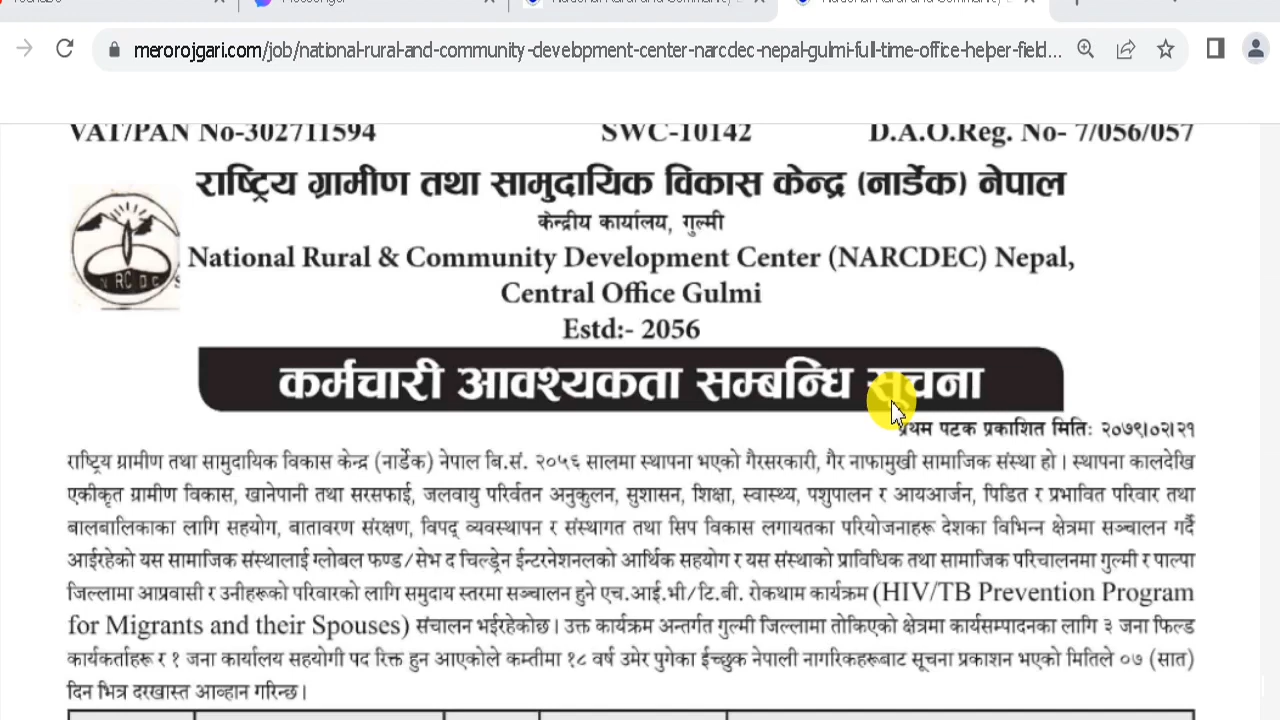 merorojgari.com/job/national-rural-and-community-development-center-narcdec-nepal-gulmi-full-time-office-helper-field...
VAT/PAN No-302711594 SWC-10142 D.A.O.Reg. No- 7/056/057
राष्ट्रिय ग्रामीण तथा सामुदायिक विकास केन्द्र (नार्डेक) नेपाल
केन्द्रीय कार्यालय, गुल्मी
National Rural & Community Development Center (NARCDEC) Nepal,
Central Office Gulmi
Estd:- 2056
कर्मचारी आवश्यकता सम्बन्धि सूचना
प्रथम पटक प्रकाशित मितिः २०७९।०२।२१
राष्ट्रिय ग्रामीण तथा सामुदायिक विकास केन्द्र (नार्डेक) नेपाल बि.सं. २०५६ सालमा स्थापना भएको गैरसरकारी, गैर नाफामुखी सामाजिक संस्था हो । स्थापना कालदेखि
एकीकृत ग्रामीण विकास, खानेपानी तथा सरसफाई, जलवायु परिर्वतन अनुकुलन, सुशासन, शिक्षा, स्वास्थ्य, पशुपालन र आयआर्जन, पिडित र प्रभावित परिवार तथा
बालबालिकाका लागि सहयोग, बातावरण संरक्षण, विपद् व्यवस्थापन र संस्थागत तथा सिप विकास लगायतका परियोजनाहरू देशका विभिन्न क्षेत्रमा सञ्चालन गर्दै
आईरहेको यस सामाजिक संस्थालाई ग्लोबल फण्ड/सेभ द चिल्ड्रेन ईन्टरनेशनलको आर्थिक सहयोग र यस संस्थाको प्राविधिक तथा सामाजिक परिचालनमा गुल्मी र पाल्पा
जिल्लामा आप्रवासी र उनीहरूको परिवारको लागि समुदाय स्तरमा सञ्चालन हुने एच.आई.भी/टि.बी. रोकथाम कार्यक्रम (HIV/TB Prevention Program
for Migrants and their Spouses) संचालन भईरहेकोछ । उक्त कार्यक्रम अन्तर्गत गुल्मी जिल्लामा तोकिएको क्षेत्रमा कार्यसम्पादनका लागि ३ जना फिल्ड
कार्यकर्ताहरू र १ जना कार्यालय सहयोगी पद रिक्त हुन आएकोले कम्तीमा १८ वर्ष उमेर पुगेका ईच्छुक नेपाली नागरिकहरूबाट सूचना प्रकाशन भएको मितिले ०७ (सात)
दिन भित्र दरखास्त आव्हान गरिन्छ ।